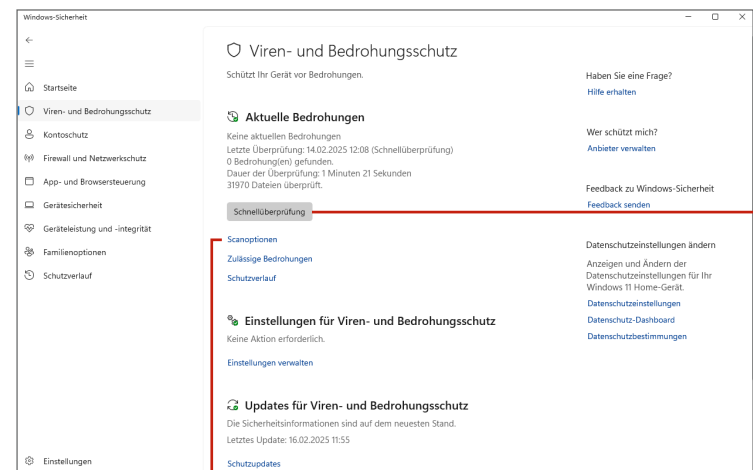 Windows-Sicherheit
Startseite
Viren- und Bedrohungsschutz
Kontoschutz
Firewall und Netzwerkschutz
App- und Browsersteuerung
Gerätesicherheit
Geräteleistung und -integrität
Familienoptionen
Schutzverlauf
Einstellungen
Viren- und Bedrohungsschutz
Schützt Ihr Gerät vor Bedrohungen.
Aktuelle Bedrohungen
Keine aktuellen Bedrohungen
Letzte Überprüfung: 14.02.2025 12:08 (Schnellüberprüfung)
0 Bedrohung(en) gefunden.
Dauer der Überprüfung: 1 Minuten 21 Sekunden
31970 Dateien überprüft.
Schnellüberprüfung
Scanoptionen
Zulässige Bedrohungen
Schutzverlauf
Einstellungen für Viren- und Bedrohungsschutz
Keine Aktion erforderlich.
Einstellungen verwalten
Updates für Viren- und Bedrohungsschutz
Die Sicherheitsinformationen sind auf dem neuesten Stand.
Letztes Update: 16.02.2025 11:55
Schutzupdates
Haben Sie eine Frage?
Hilfe erhalten
Wer schützt mich?
Anbieter verwalten
Feedback zu Windows-Sicherheit
Feedback senden
Datenschutzeinstellungen ändern
Anzeigen und Ändern der
Datenschutzeinstellungen für Ihr
Windows 11 Home-Gerät.
Datenschutzeinstellungen
Datenschutz-Dashboard
Datenschutzbestimmungen